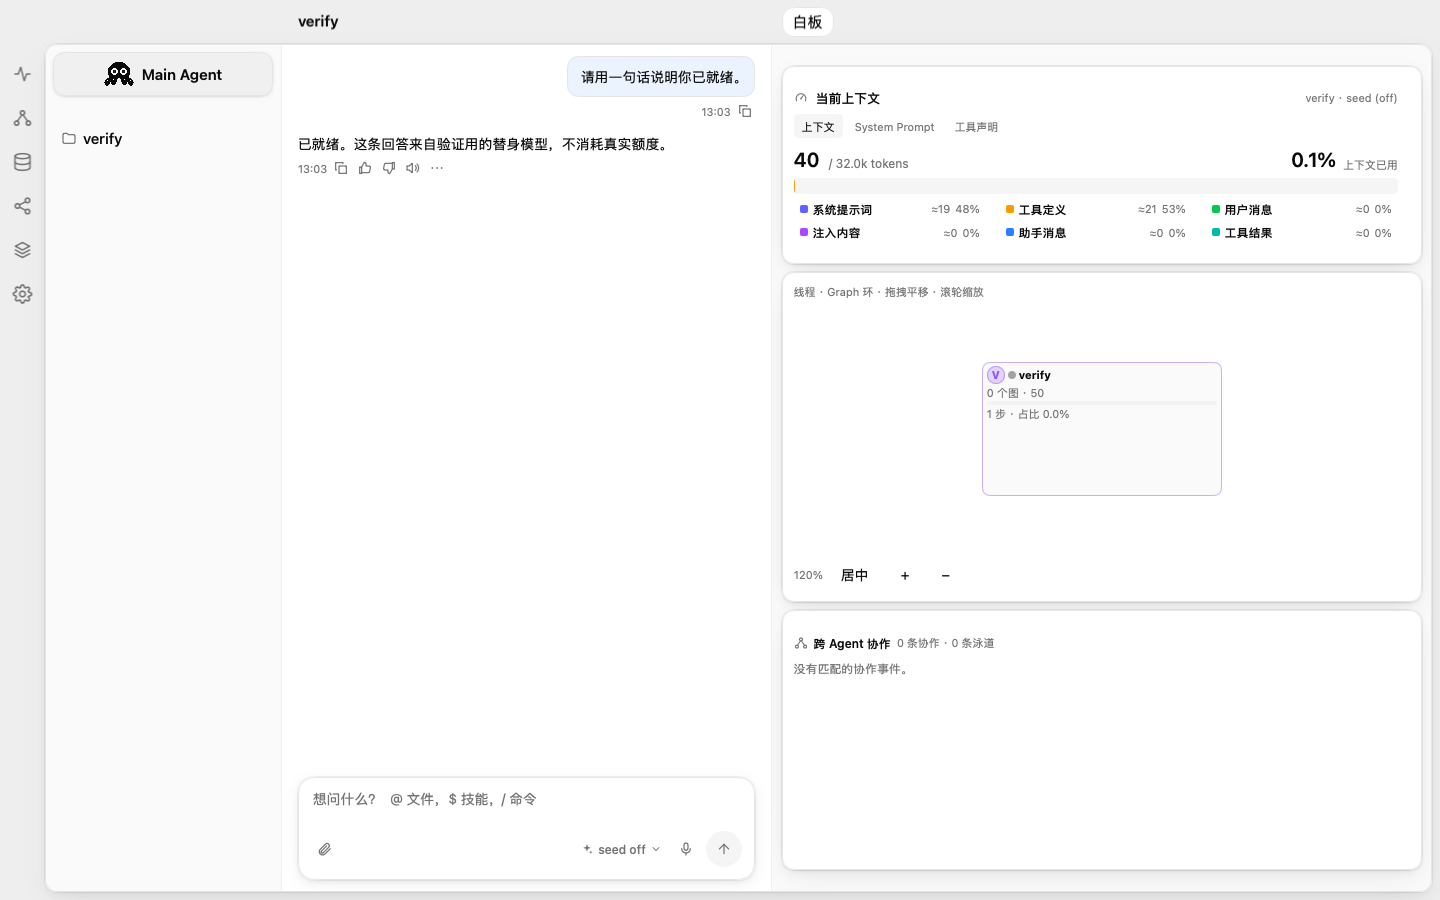 verify
白板
Main Agent
verify
请用一句话说明你已就绪。
13:03
已就绪。这条回答来自验证用的替身模型，不消耗真实额度。
13:03
想问什么？ @ 文件，$ 技能，/ 命令
seed off
当前上下文
verify · seed (off)
上下文 System Prompt 工具声明
40 / 32.0k tokens
0.1% 上下文已用
系统提示词 ≈19 48% 工具定义 ≈21 53% 用户消息 ≈0 0%
注入内容 ≈0 0% 助手消息 ≈0 0% 工具结果 ≈0 0%
线程 · Graph 环 · 拖拽平移 · 滚轮缩放
V verify
0 个图 · 50
1 步 · 占比 0.0%
120% 居中 + −
跨 Agent 协作 0 条协作 · 0 条泳道
没有匹配的协作事件。